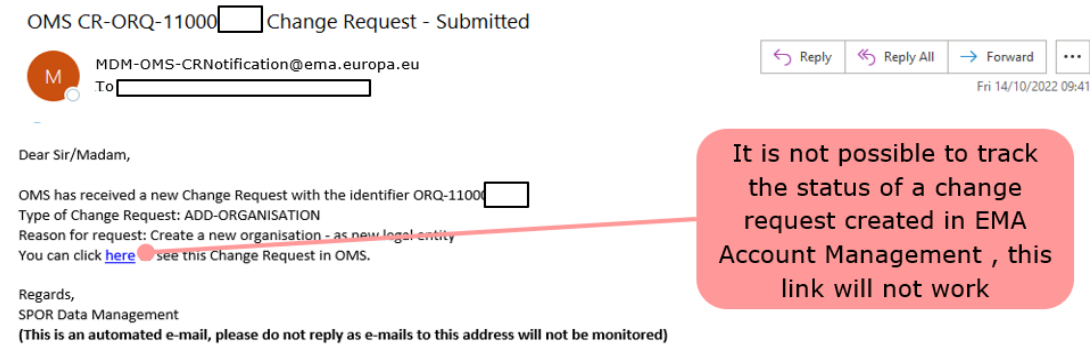 OMS CR-ORQ-11000 Change Request - Submitted
M
MDM-OMS-CRNotification@ema.europa.eu
To
Reply
Reply All
Forward
...
Fri 14/10/2022 09:41
Dear Sir/Madam,
OMS has received a new Change Request with the identifier ORQ-1100
Type of Change Request: ADD-ORGANISATION
Reason for request: Create a new organisation - as new legal entity
You can click here see this Change Request in OMS.
Regards,
SPOR Data Management
(This is an automated e-mail, please do not reply as e-mails to this address will not be monitored)
It is not possible to track
the status of a change
request created in EMA
Account Management , this
link will not work